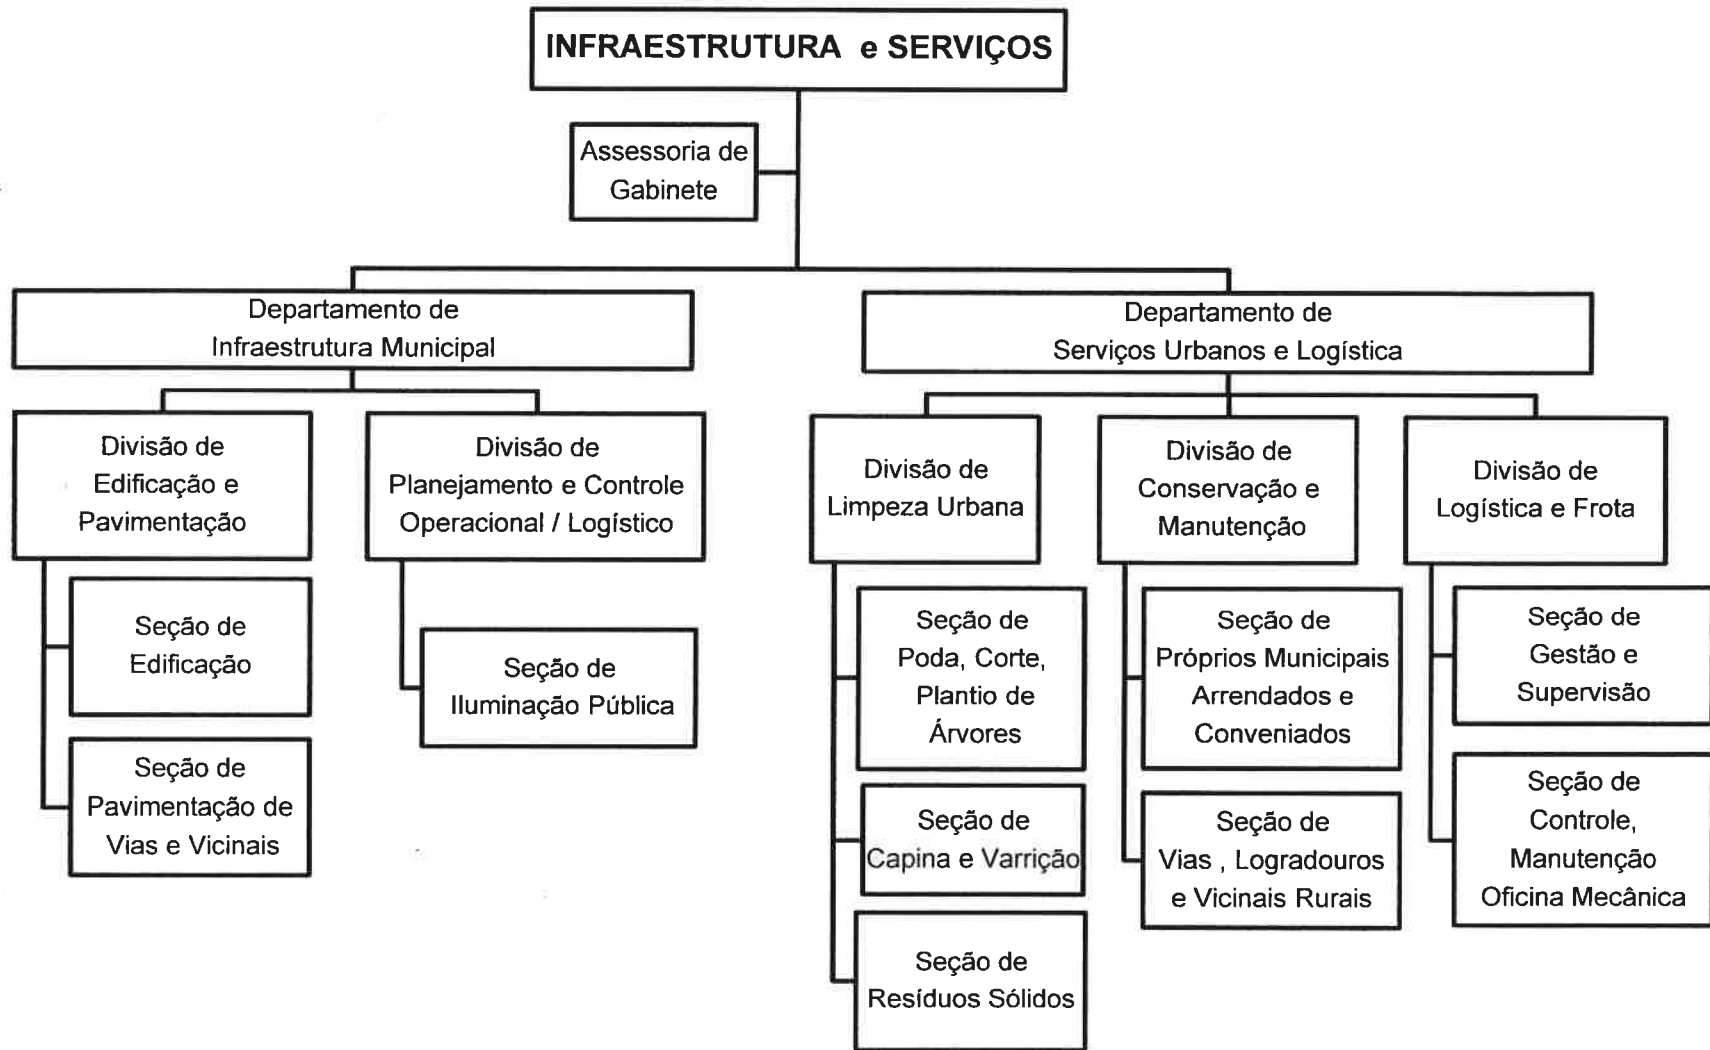 INFRAESTRUTURA e SERVIÇOS
Assessoria de
Gabinete
Departamento de
Infraestrutura Municipal
Departamento de
Serviços Urbanos e Logística
Divisão de
Edificação e
Pavimentação
Divisão de
Planejamento e Controle
Operacional / Logístico
Divisão de
Limpeza Urbana
Divisão de
Conservação e
Manutenção
Divisão de
Logística e Frota
Seção de
Edificação
Seção de
Pavimentação de
Vias e Vicinais
Seção de
Iluminação Pública
Seção de
Poda, Corte,
Plantio de
Árvores
Seção de
Capina e Varrição
Seção de
Resíduos Sólidos
Seção de
Próprios Municipais
Arrendados e
Conveniados
Seção de
Vias , Logradouros
e Vicinais Rurais
Seção de
Gestão e
Supervisão
Seção de
Controle,
Manutenção
Oficina Mecânica